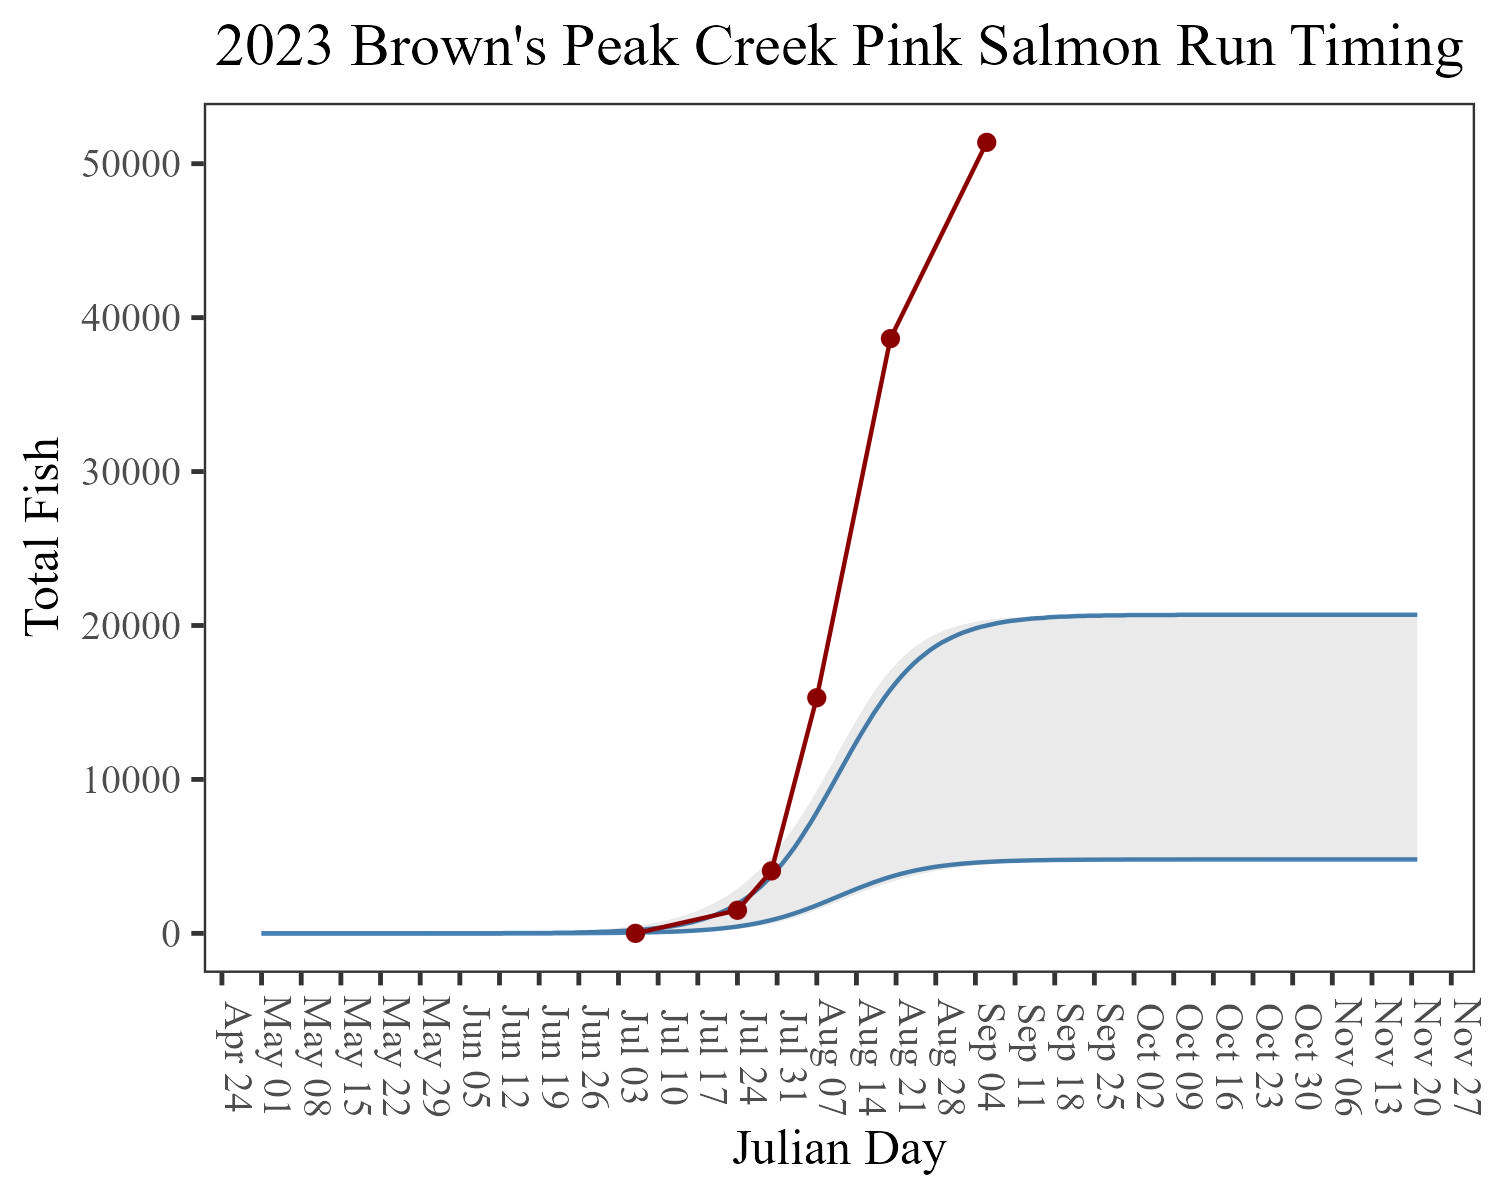 2023 Brown's Peak Creek Pink Salmon Run Timing
Total Fish
50000
40000
30000
20000
10000
0
Apr 24
May 01
May 08
May 15
May 22
May 29
Jun 05
Jun 12
Jun 19
Jun 26
Jul 03
Jul 10
Jul 17
Jul 24
Jul 31
Aug 07
Aug 14
Aug 21
Aug 28
Sep 04
Sep 11
Sep 18
Sep 25
Oct 02
Oct 09
Oct 16
Oct 23
Oct 30
Nov 06
Nov 13
Nov 20
Nov 27
Julian Day